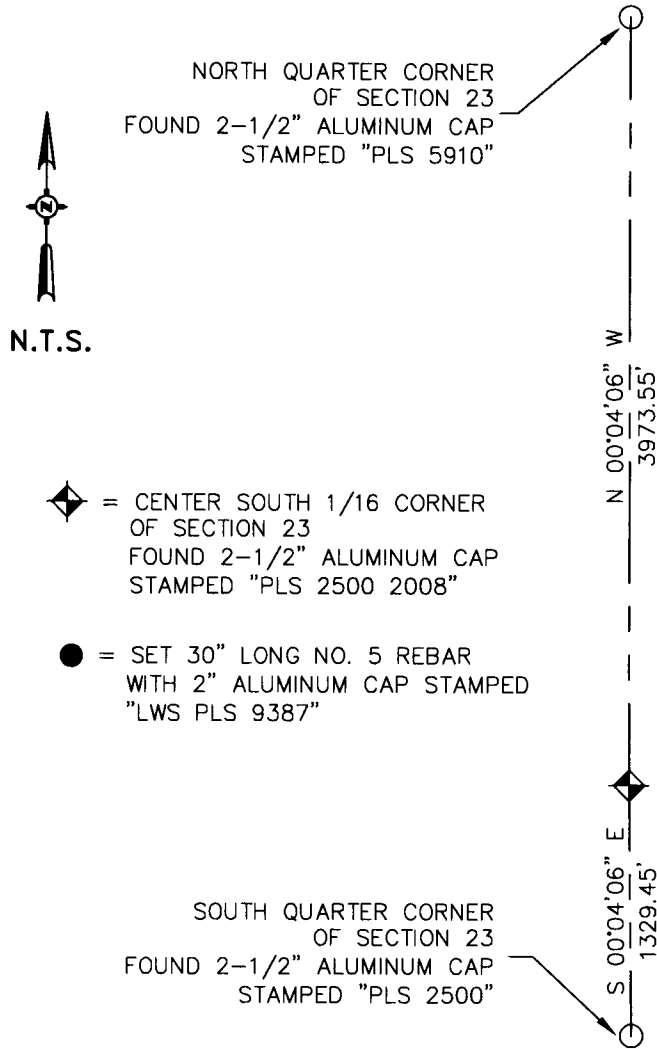 NORTH QUARTER CORNER
OF SECTION 23
FOUND 2-1/2" ALUMINUM CAP
STAMPED "PLS 5910"
N
N.T.S.
N 00°04'06" W
3973.55'
= CENTER SOUTH 1/16 CORNER
OF SECTION 23
FOUND 2-1/2" ALUMINUM CAP
STAMPED "PLS 2500 2008"
= SET 30" LONG NO. 5 REBAR
WITH 2" ALUMINUM CAP STAMPED
"LWS PLS 9387"
S 00°04'06" E
1329.45'
SOUTH QUARTER CORNER
OF SECTION 23
FOUND 2-1/2" ALUMINUM CAP
STAMPED "PLS 2500"